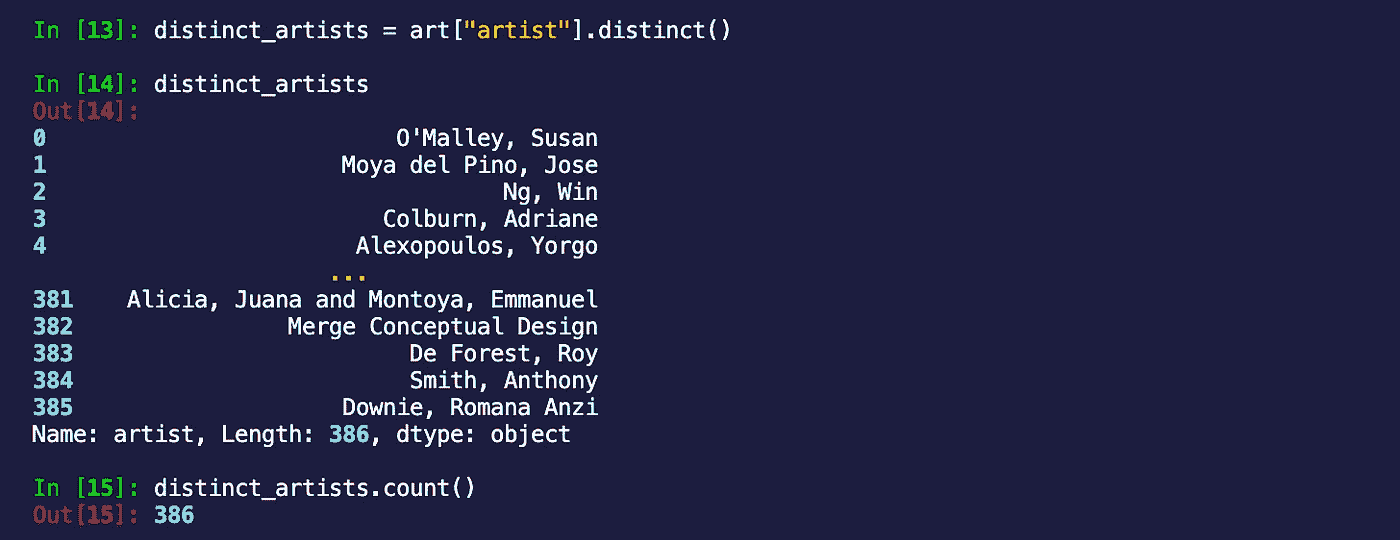 In [13]: distinct_artists = art["artist"].distinct()
In [14]: distinct_artists
Out[14]:
0 O'Malley, Susan
1 Moya del Pino, Jose
2 Ng, Win
3 Colburn, Adriane
4 Alexopoulos, Yorgo
...
381 Alicia, Juana and Montoya, Emmanuel
382 Merge Conceptual Design
383 De Forest, Roy
384 Smith, Anthony
385 Downie, Romana Anzi
Name: artist, Length: 386, dtype: object
In [15]: distinct_artists.count()
Out[15]: 386